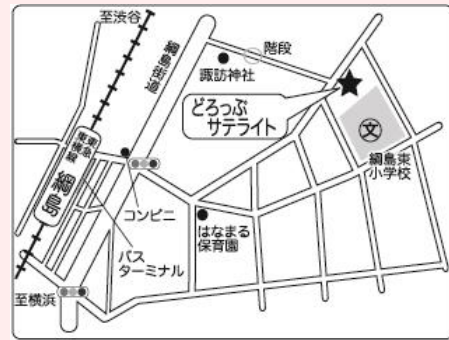 至渋谷
綱島街道
階段
諏訪神社
どろっぷ
サテライト
文
綱島東
小学校
東急
東横線
綱島
コンビニ
はなまる
保育園
バス
ターミナル
至横浜